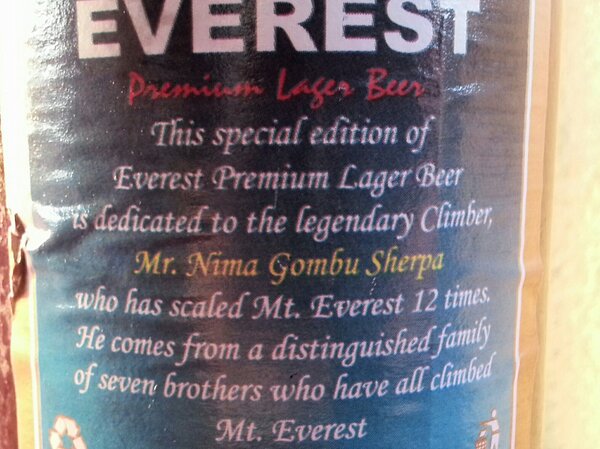 EVEREST
Premium Lager Beer
This special edition of
Everest Premium Lager Beer
is dedicated to the legendary Climber,
Mr. Nima Gombu Sherpa
who has scaled Mt. Everest 12 times.
He comes from a distinguished family
of seven brothers who have all climbed
Mt. Everest